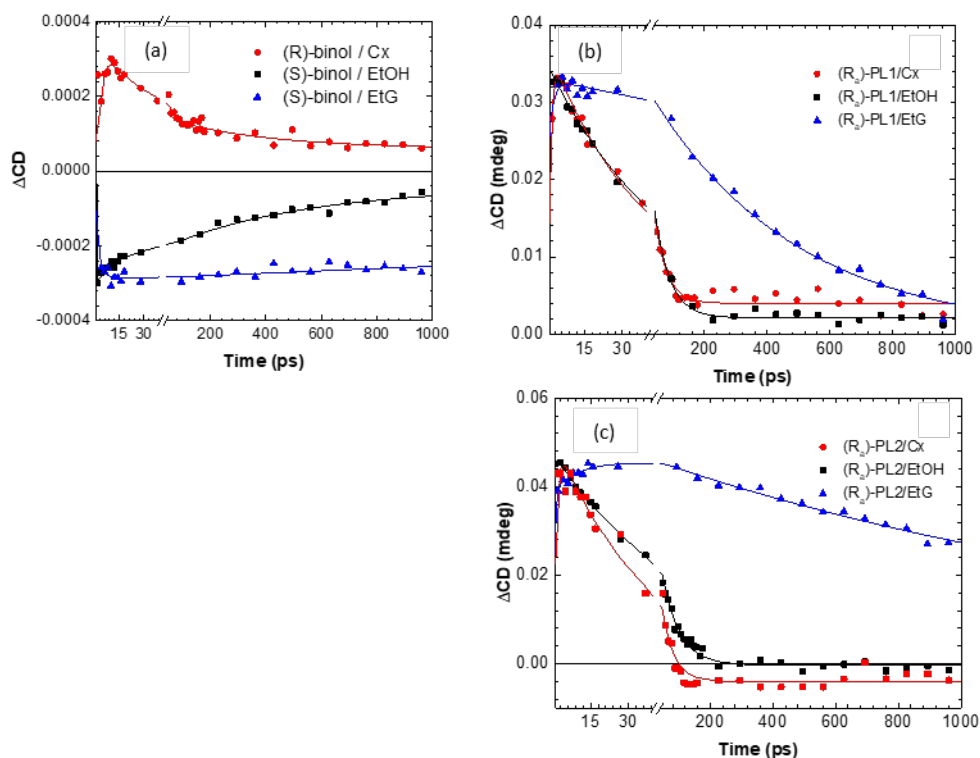 0.0004
(a)
(R)-binol / Cx
(S)-binol / EtOH
(S)-binol / EtG
0.0002
0.0000
-0.0002
-0.0004
ΔCD
15 30 200 400 600 800 1000
Time (ps)
0.04
(b)
(Ra)-PL1/Cx
(Ra)-PL1/EtOH
(Ra)-PL1/EtG
0.03
0.02
0.01
0.00
ΔCD (mdeg)
15 30 200 400 600 800 1000
Time (ps)
0.06
(c)
(Ra)-PL2/Cx
(Ra)-PL2/EtOH
(Ra)-PL2/EtG
0.04
0.02
0.00
ΔCD (mdeg)
15 30 200 400 600 800 1000
Time (ps)